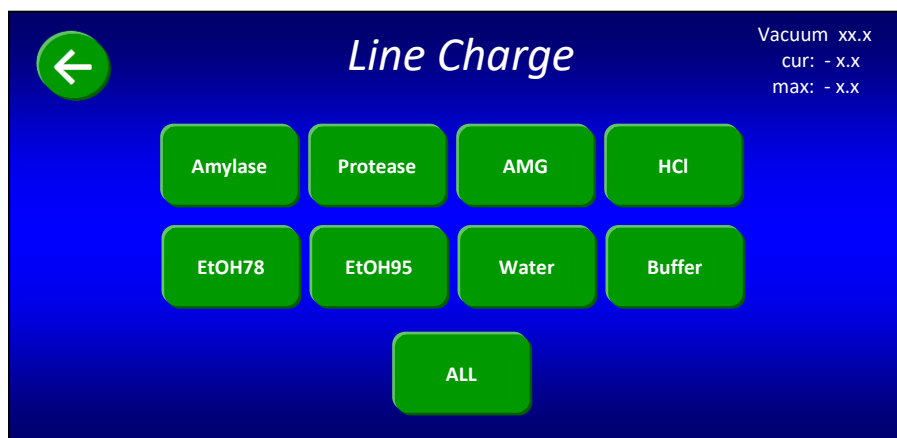 Line Charge
Vacuum xx.x
cur: - x.x
max: - x.x
Amylase
Protease
AMG
HCl
EtOH78
EtOH95
Water
Buffer
ALL